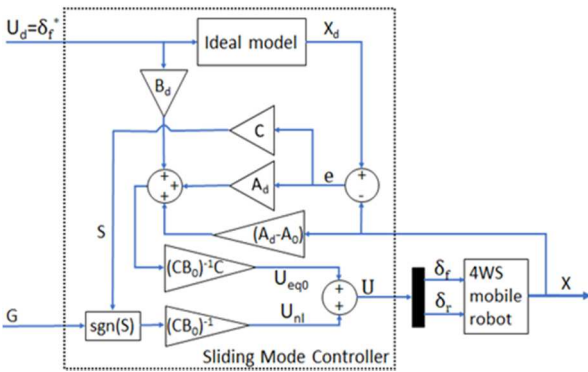 U_d=δ_f*
Ideal model
X_d
B_d
C
e
+
-
A_d
+
+
+
(A_d-A_0)
S
(CB_0)⁻¹C
U_eq0
+
+
U
δ_f
δ_r
4WS
mobile
robot
X
G
sgn(S)
(CB_0)⁻¹
U_nl
Sliding Mode Controller